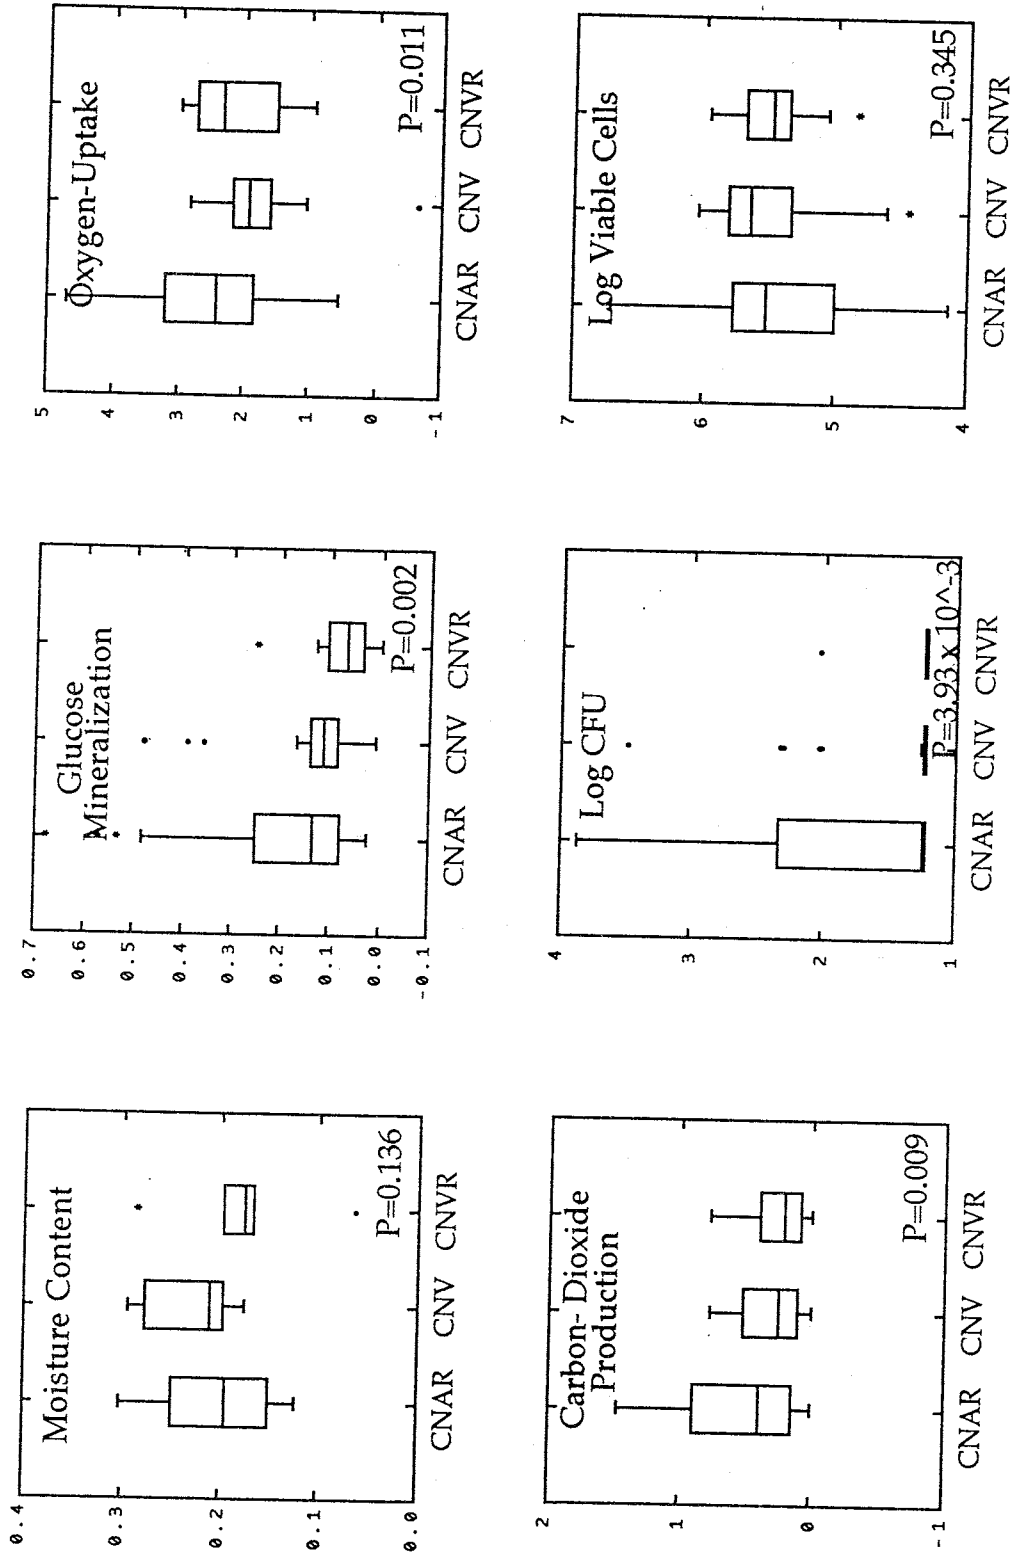 Moisture Content
0.4
0.3
0.2
0.1
0.0
P=0.136
CNAR CNV CNVR
Glucose
Mineralization
0.7
0.6
0.5
0.4
0.3
0.2
0.1
0.0
-0.1
P=0.002
CNAR CNV CNVR
Oxygen-Uptake
5
4
3
2
1
0
-1
P=0.011
CNAR CNV CNVR
Carbon- Dioxide
Production
2
1
0
-1
P=0.009
CNAR CNV CNVR
Log CFU
4
3
2
1
P=3.93 x 10^-3
CNAR CNV CNVR
Log Viable Cells
7
6
5
4
P=0.345
CNAR CNV CNVR